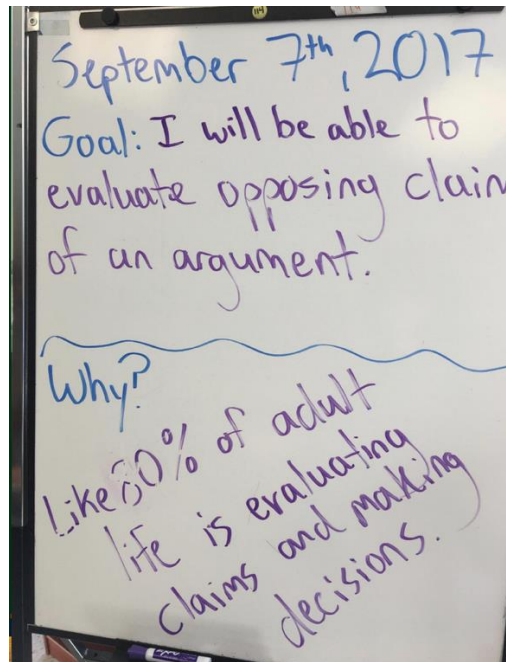 September 7th, 2017
Goal: I will be able to
evaluate opposing claim
of an argument.
Why?
Like of adult
life is evaluating
claims and making
decisions.